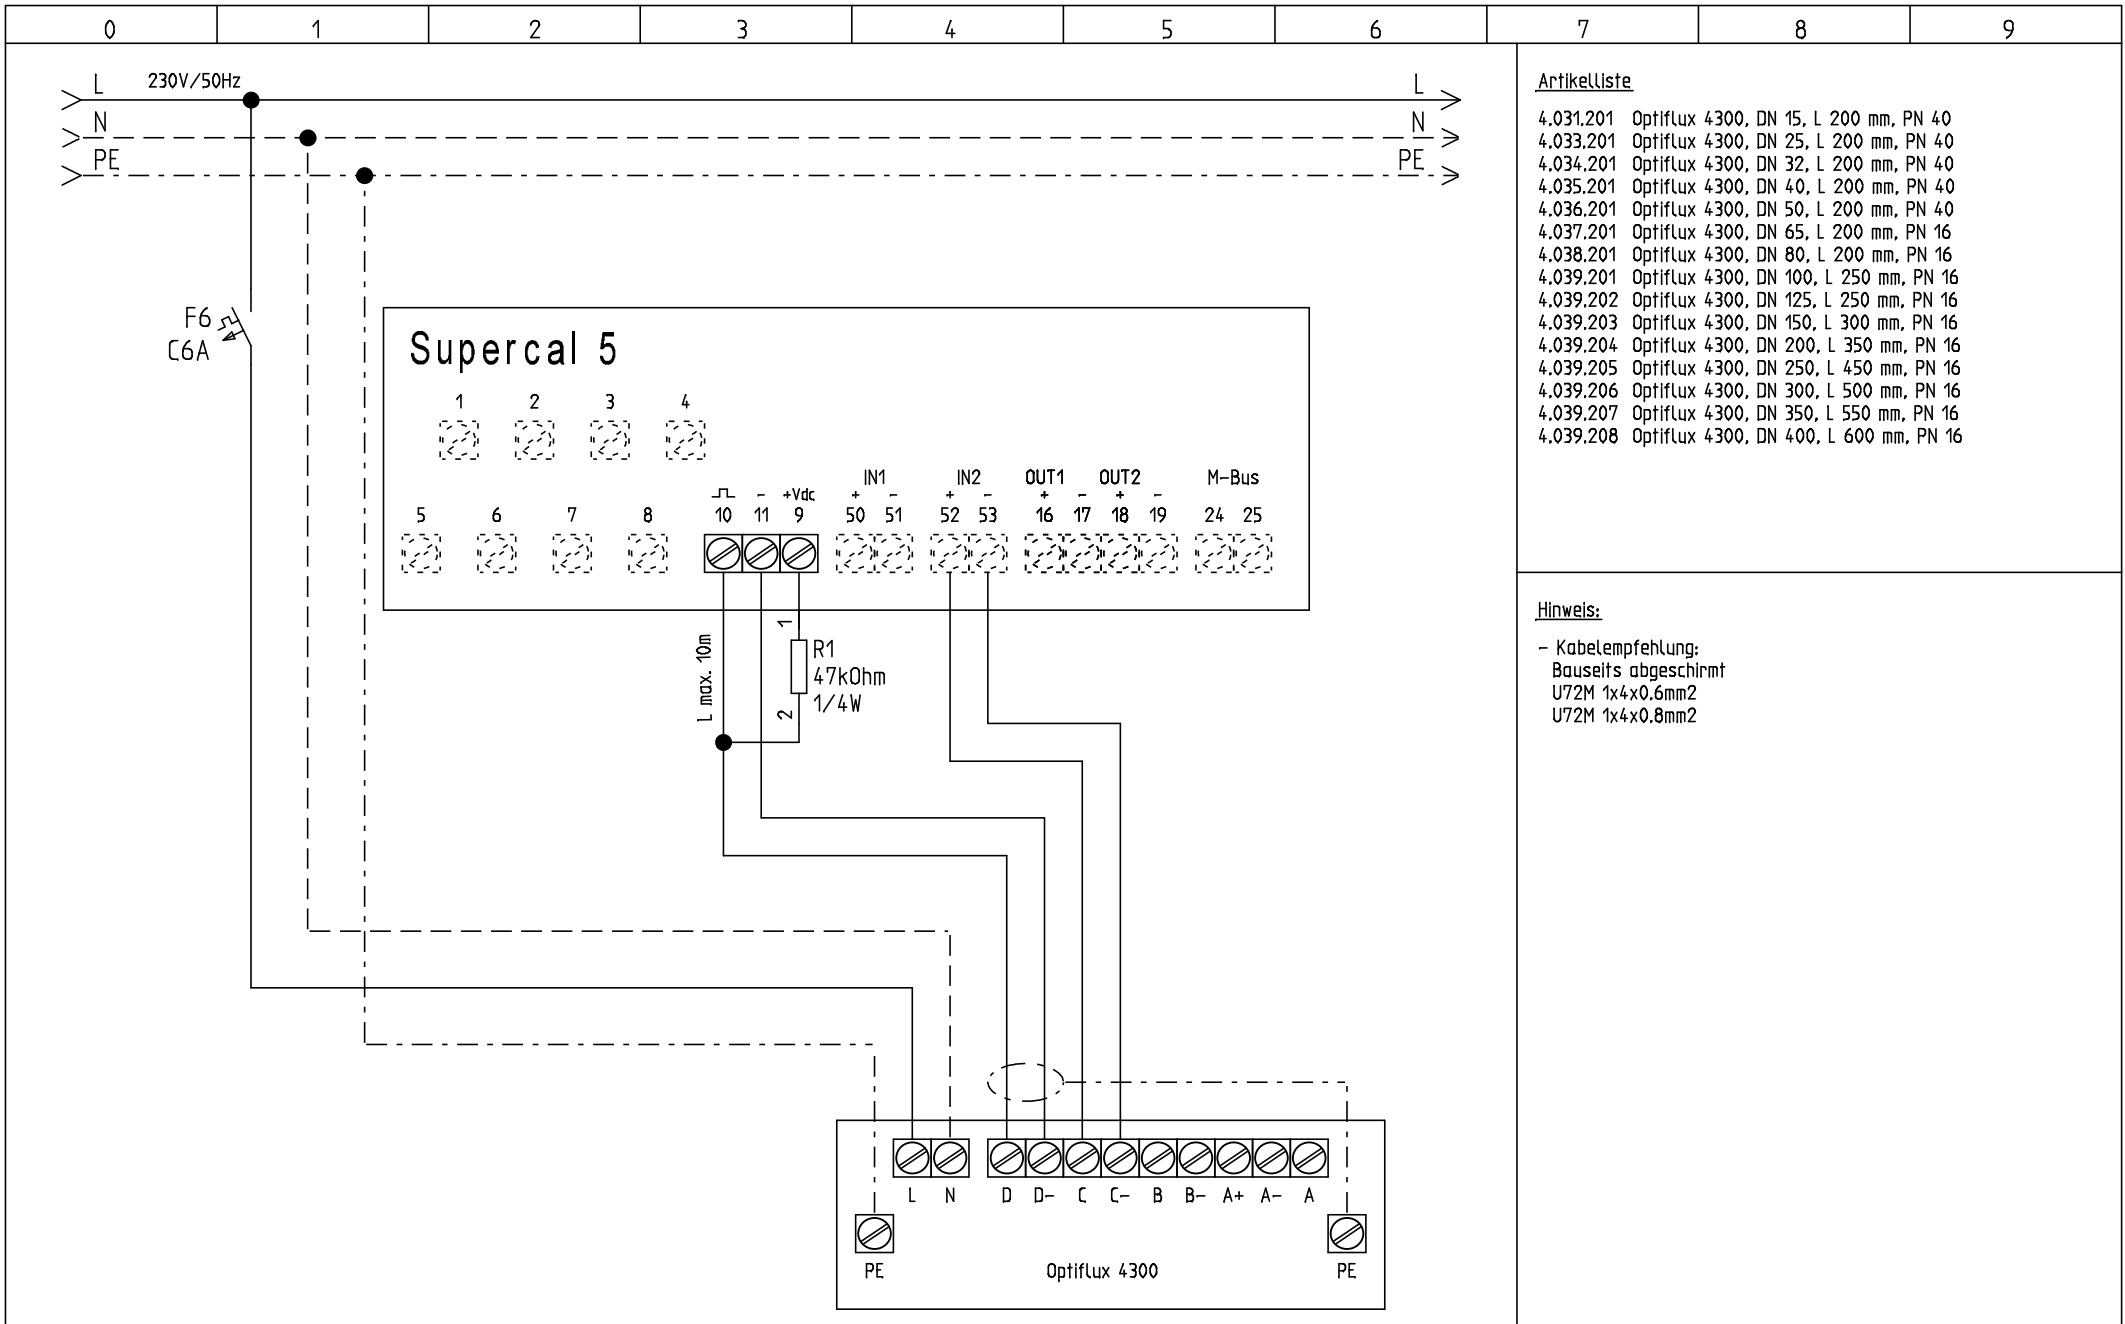 0 1 2 3 4 5 6 7 8 9
L 230V/50Hz L
N N
PE PE
F6
C6A
Supercal 5
1 2 3 4
IN1 IN2 OUT1 OUT2 M-Bus
- +Vdc + - + - + - + -
5 6 7 8 10 11 9 50 51 52 53 16 17 18 19 24 25
L max. 10m
1
R1
47kOhm
1/4W
2
L N D D- C C- B B- A+ A- A
PE Optiflux 4300 PE
Artikelliste
4.031.201 Optiflux 4300, DN 15, L 200 mm, PN 40
4.033.201 Optiflux 4300, DN 25, L 200 mm, PN 40
4.034.201 Optiflux 4300, DN 32, L 200 mm, PN 40
4.035.201 Optiflux 4300, DN 40, L 200 mm, PN 40
4.036.201 Optiflux 4300, DN 50, L 200 mm, PN 40
4.037.201 Optiflux 4300, DN 65, L 200 mm, PN 16
4.038.201 Optiflux 4300, DN 80, L 200 mm, PN 16
4.039.201 Optiflux 4300, DN 100, L 250 mm, PN 16
4.039.202 Optiflux 4300, DN 125, L 250 mm, PN 16
4.039.203 Optiflux 4300, DN 150, L 300 mm, PN 16
4.039.204 Optiflux 4300, DN 200, L 350 mm, PN 16
4.039.205 Optiflux 4300, DN 250, L 450 mm, PN 16
4.039.206 Optiflux 4300, DN 300, L 500 mm, PN 16
4.039.207 Optiflux 4300, DN 350, L 550 mm, PN 16
4.039.208 Optiflux 4300, DN 400, L 600 mm, PN 16
Hinweis:
- Kabelempfehlung:
Bauseits abgeschirmt
U72M 1x4x0.6mm2
U72M 1x4x0.8mm2